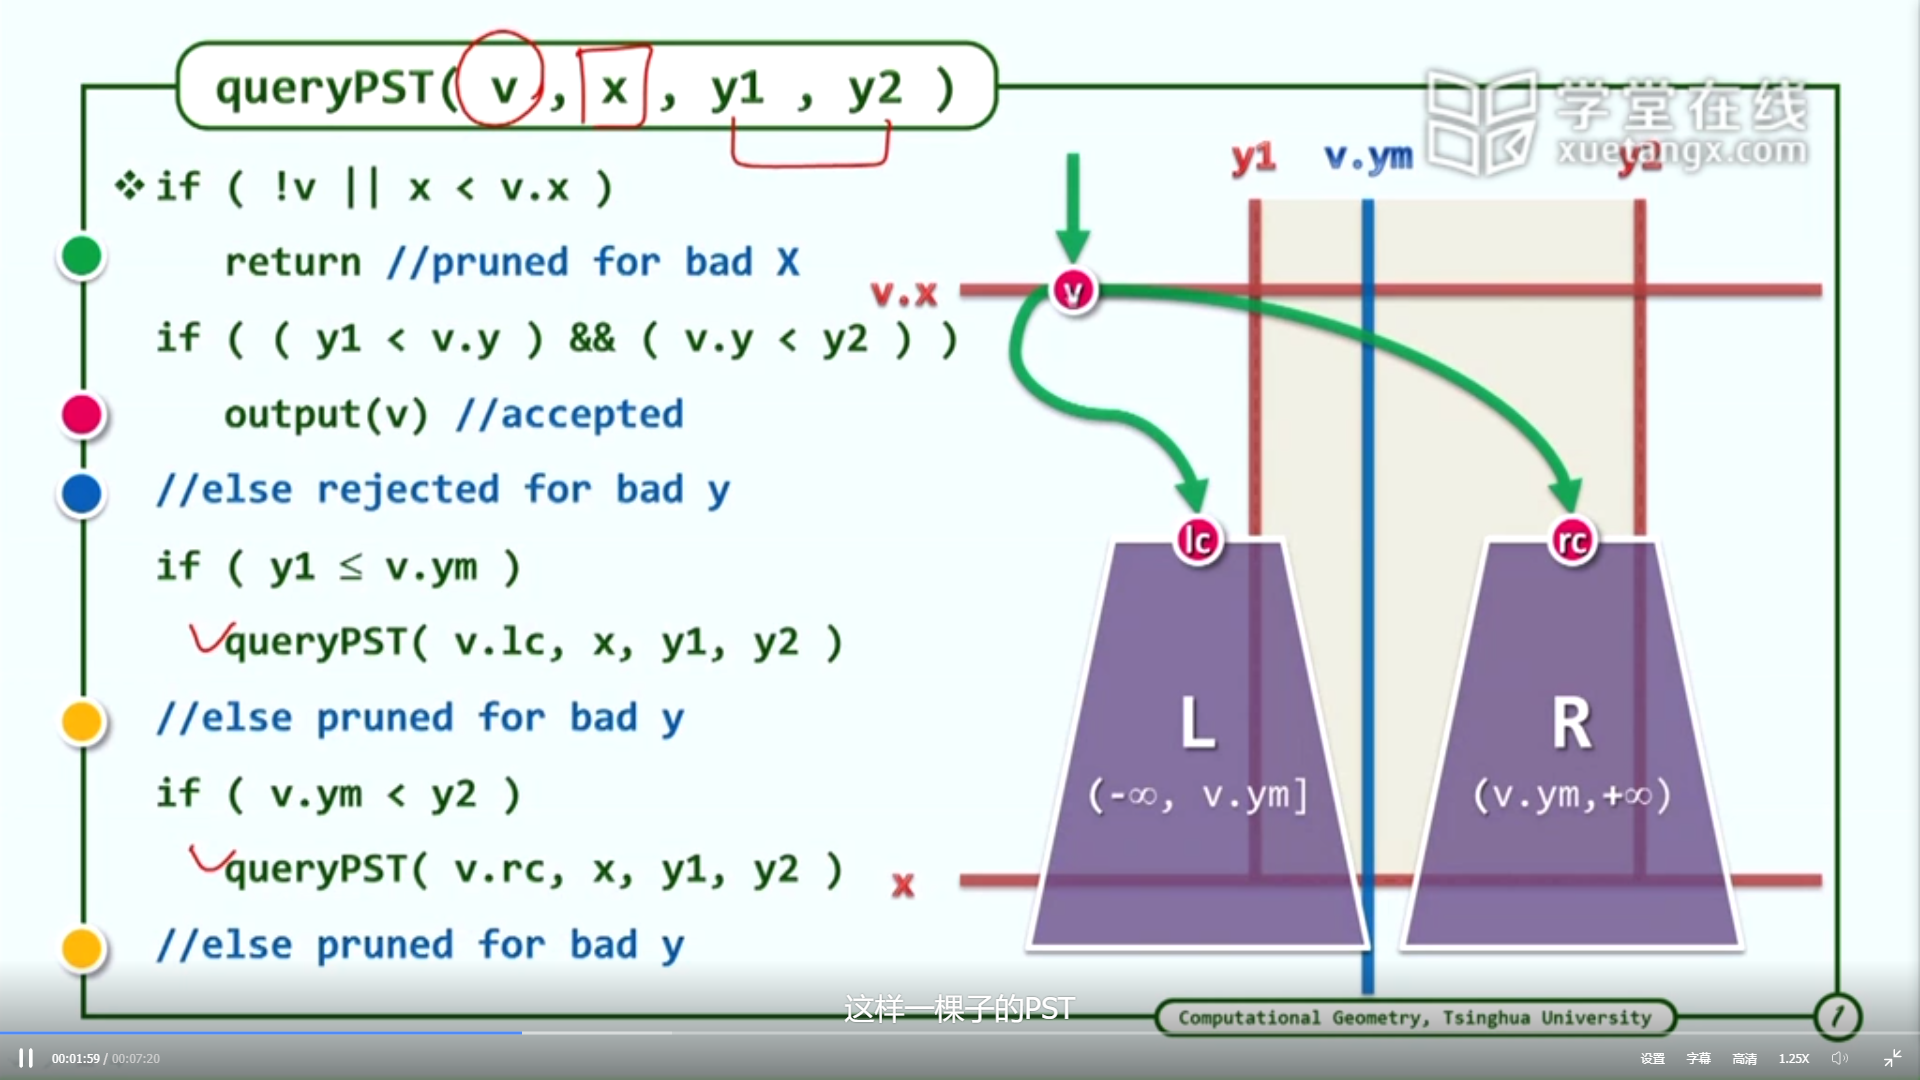 queryPST( v , x , y1 , y2 )
学堂在线
xuetangx.com
y1 v.ym y2
❖if ( !v || x < v.x )
return //pruned for bad X
v.x
v
if ( ( y1 < v.y ) && ( v.y < y2 ) )
output(v) //accepted
//else rejected for bad y
lc rc
if ( y1 ≤ v.ym )
queryPST( v.lc, x, y1, y2 )
//else pruned for bad y
L R
(-∞, v.ym] (v.ym,+∞)
if ( v.ym < y2 )
queryPST( v.rc, x, y1, y2 )
x
//else pruned for bad y
这样一棵子的PST
Computational Geometry, Tsinghua University
1
00:01:59 / 00:07:20
设置 字幕 高清 1.25X